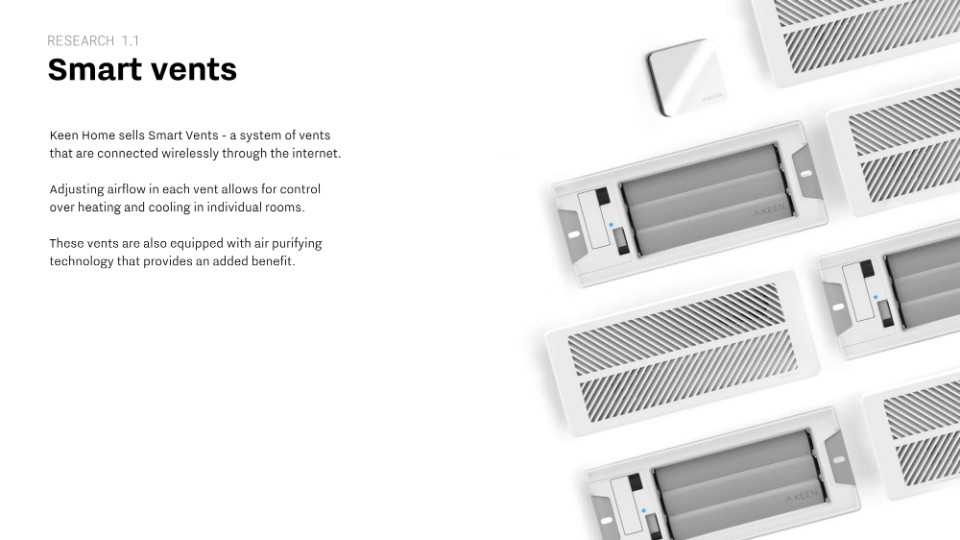 RESEARCH 1.1
Smart vents
Keen Home sells Smart Vents - a system of vents
that are connected wirelessly through the internet.
Adjusting airflow in each vent allows for control
over heating and cooling in individual rooms.
These vents are also equipped with air purifying
technology that provides an added benefit.
KEEN
KEEN
KEEN